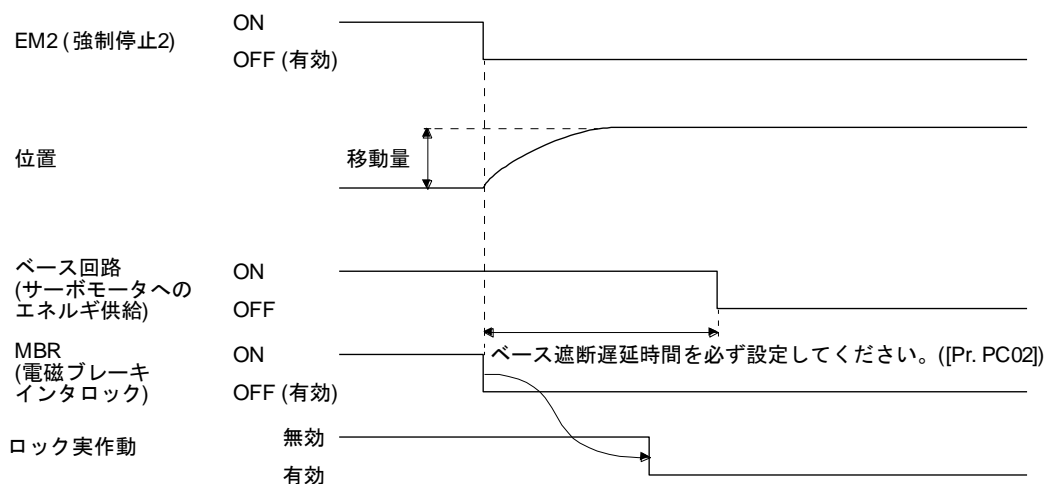 EM2 (強制停止2)
ON
OFF (有効)
位置
移動量
ベース回路
(サーボモータへの
エネルギ供給)
ON
OFF
ベース遮断遅延時間を必ず設定してください。([Pr. PC02])
MBR
(電磁ブレーキ
インタロック)
ON
OFF (有効)
ロック実作動
無効
有効